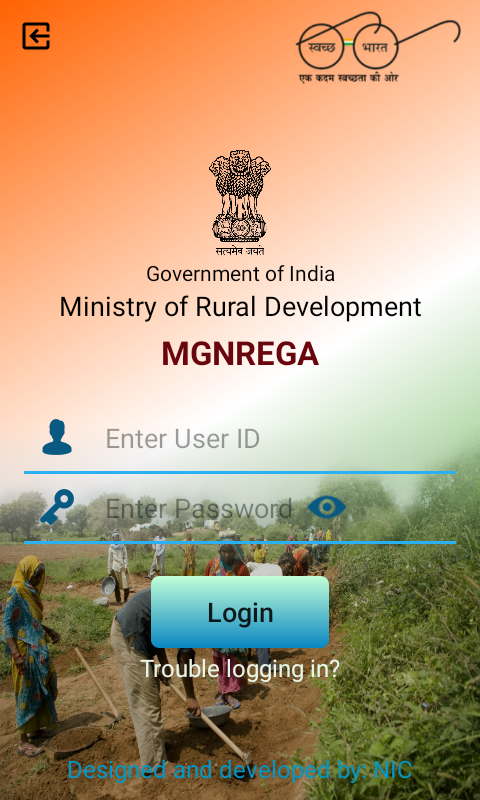 स्वच्छ भारत
एक कदम स्वच्छता की ओर
सत्यमेव जयते
Government of India
Ministry of Rural Development
MGNREGA
Enter User ID
Enter Password
Login
Trouble logging in?
Designed and developed by: NIC